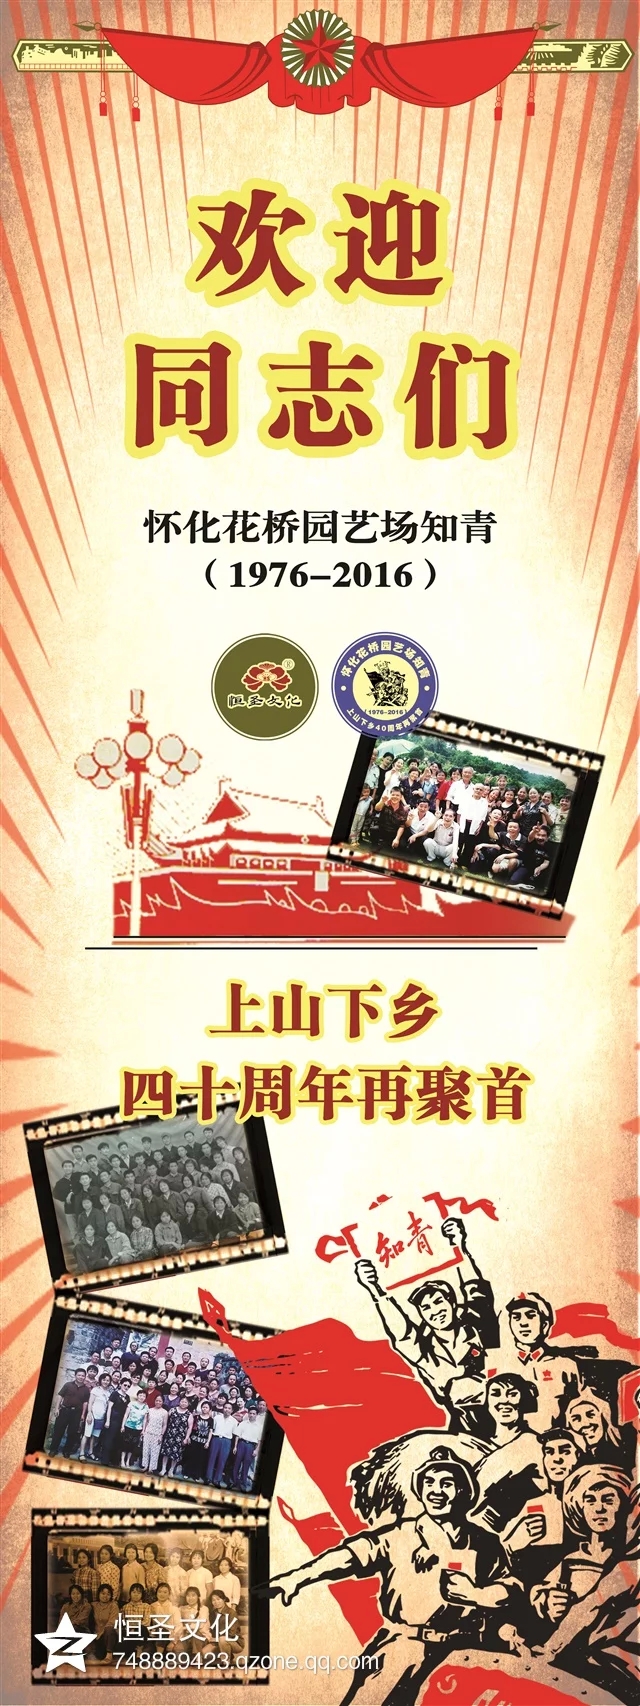 欢迎
同志们
怀化花桥园艺场知青
（1976-2016）
恒圣文化®
怀化花桥园艺场知青
（1976-2016）
上山下乡40周年再聚首
上山下乡
四十周年再聚首
知青
恒圣文化
748889423.qzone.qq.com